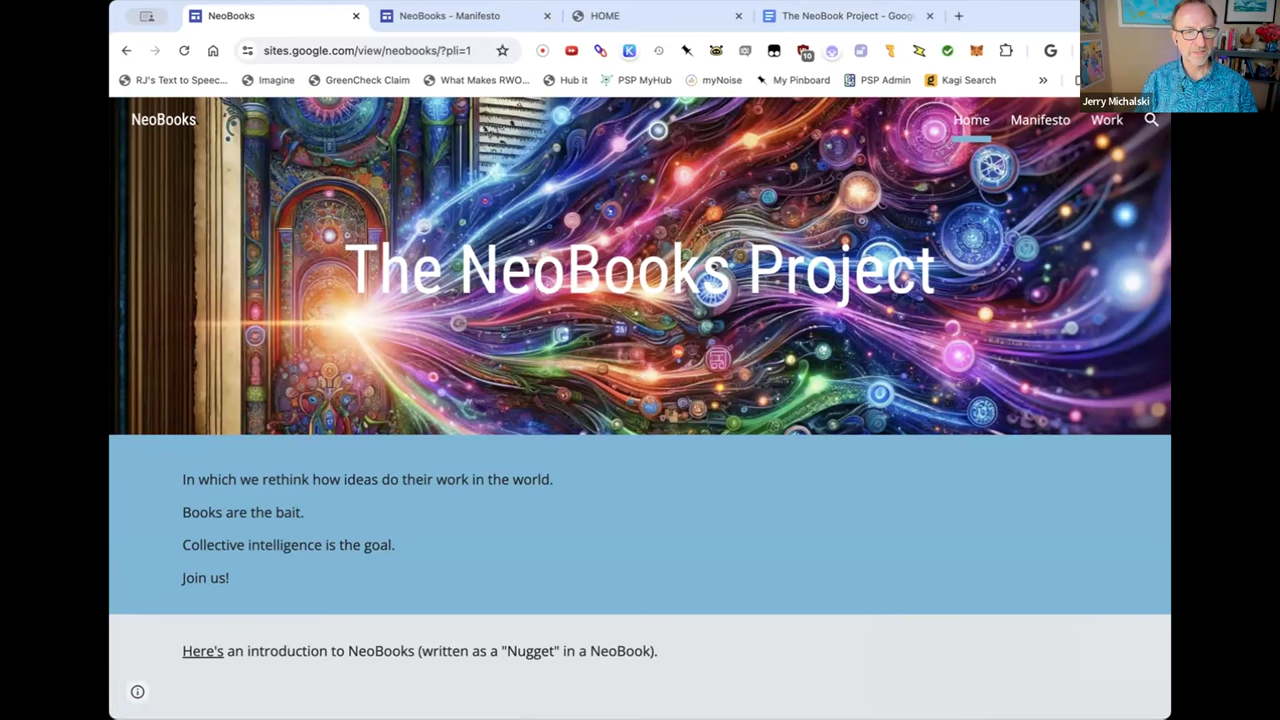 NeoBooks
NeoBooks - Manifesto
HOME
The NeoBook Project - Goog
sites.google.com/view/neobooks/?pli=1
10
RJ's Text to Speec...
Imagine
GreenCheck Claim
What Makes RWO...
Hub it
PSP MyHub
myNoise
My Pinboard
PSP Admin
Kagi Search
Jerry Michalski
NeoBooks
Home
Manifesto
Work
The NeoBooks Project
In which we rethink how ideas do their work in the world.
Books are the bait.
Collective intelligence is the goal.
Join us!
Here's an introduction to NeoBooks (written as a "Nugget" in a NeoBook).